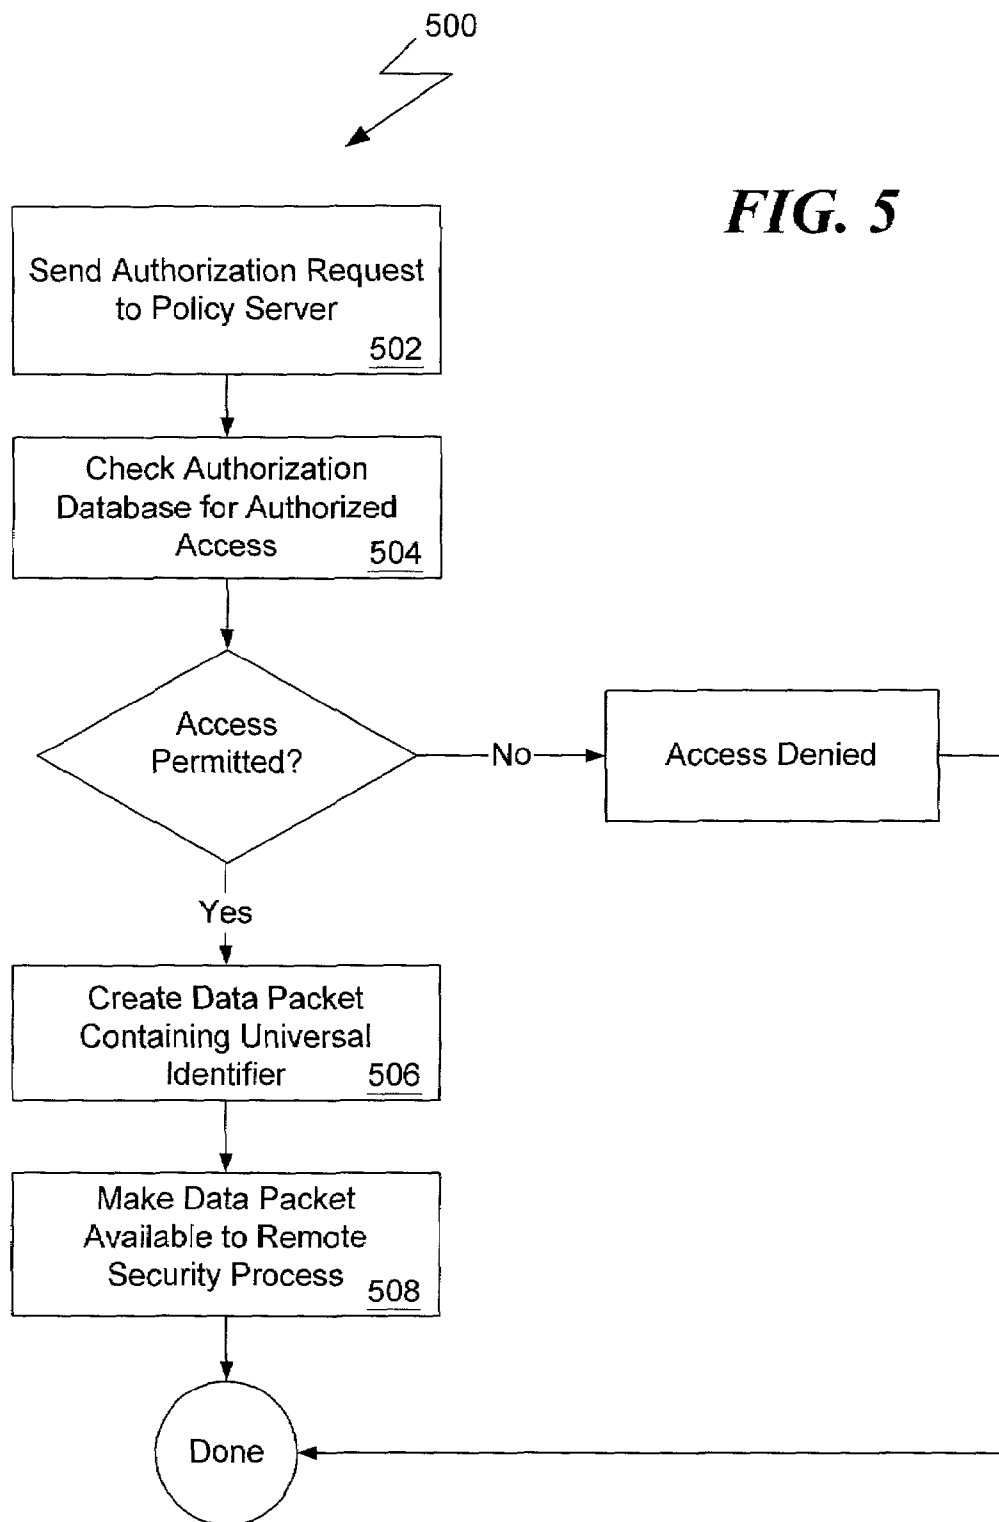 500
FIG. 5
Send Authorization Request
to Policy Server
502
Check Authorization
Database for Authorized
Access
504
Access
Permitted?
No
Access Denied
Yes
Create Data Packet
Containing Universal
Identifier
506
Make Data Packet
Available to Remote
Security Process
508
Done